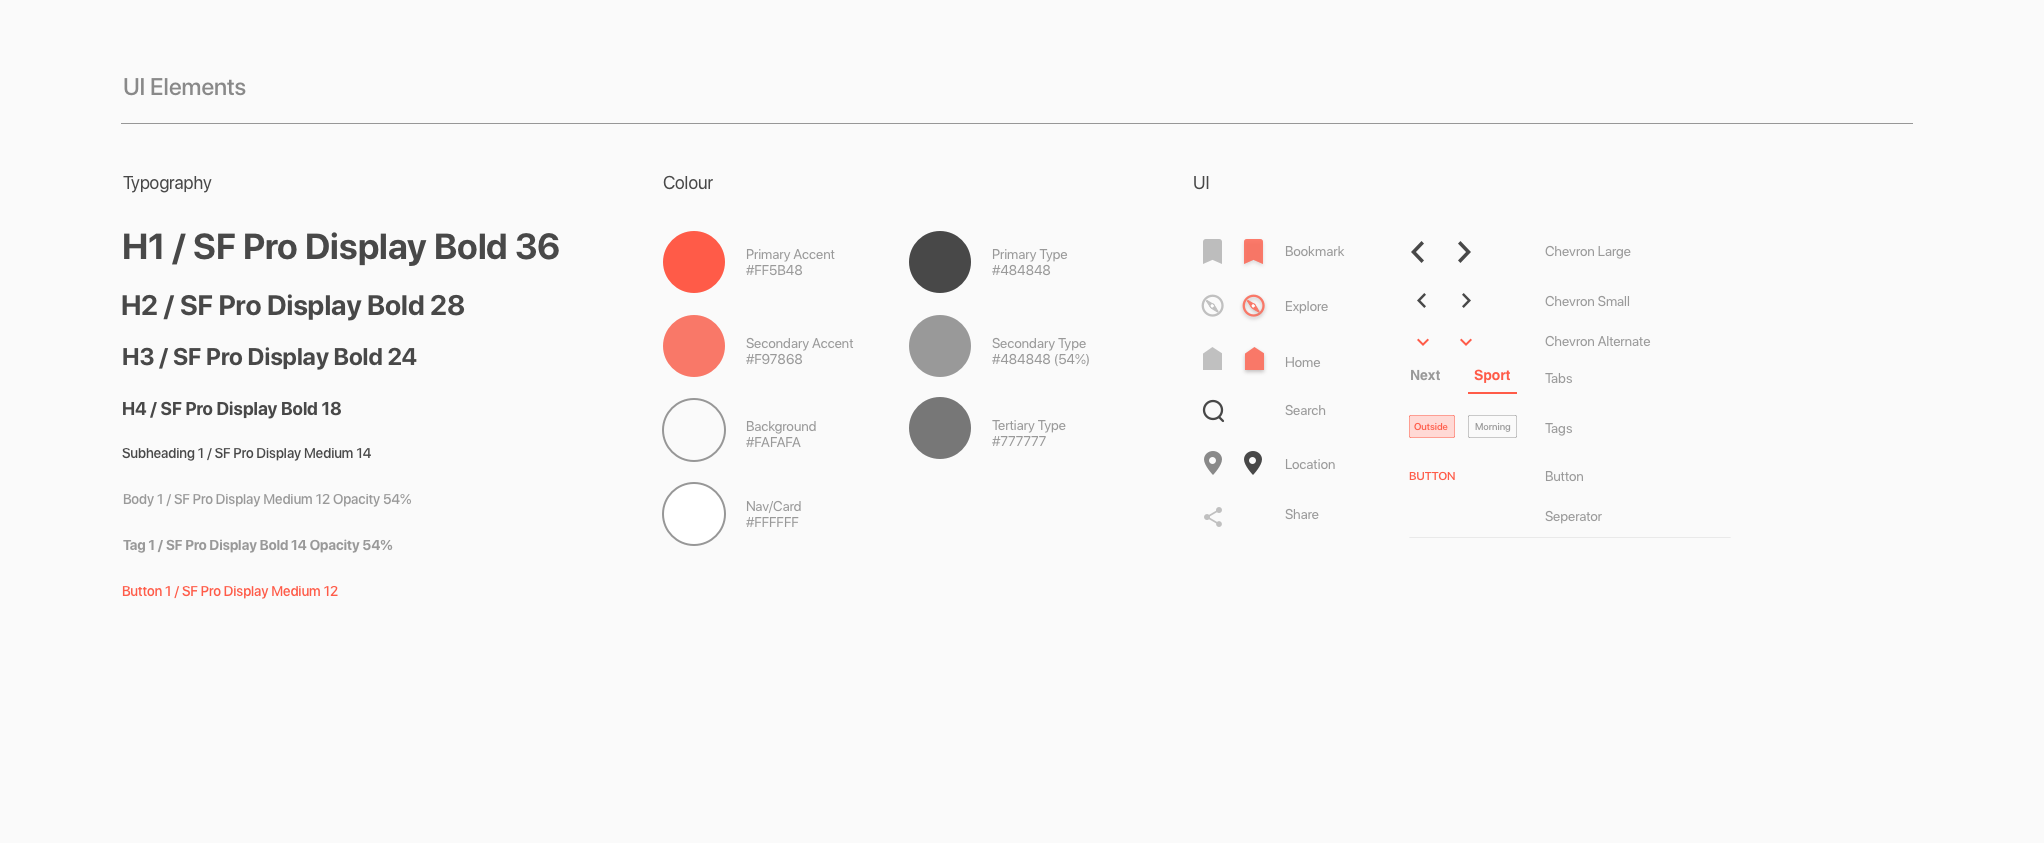 UI Elements
Typography
H1 / SF Pro Display Bold 36
H2 / SF Pro Display Bold 28
H3 / SF Pro Display Bold 24
H4 / SF Pro Display Bold 18
Subheading 1 / SF Pro Display Medium 14
Body 1 / SF Pro Display Medium 12 Opacity 54%
Tag 1 / SF Pro Display Bold 14 Opacity 54%
Button 1 / SF Pro Display Medium 12
Colour
Primary Accent
#FF5B48
Secondary Accent
#F97868
Background
#FAFAFA
Nav/Card
#FFFFFF
Primary Type
#484848
Secondary Type
#484848 (54%)
Tertiary Type
#777777
UI
Bookmark
Explore
Home
Search
Location
Share
Chevron Large
Chevron Small
Chevron Alternate
Next Sport Tabs
Outside Morning Tags
BUTTON Button
Seperator